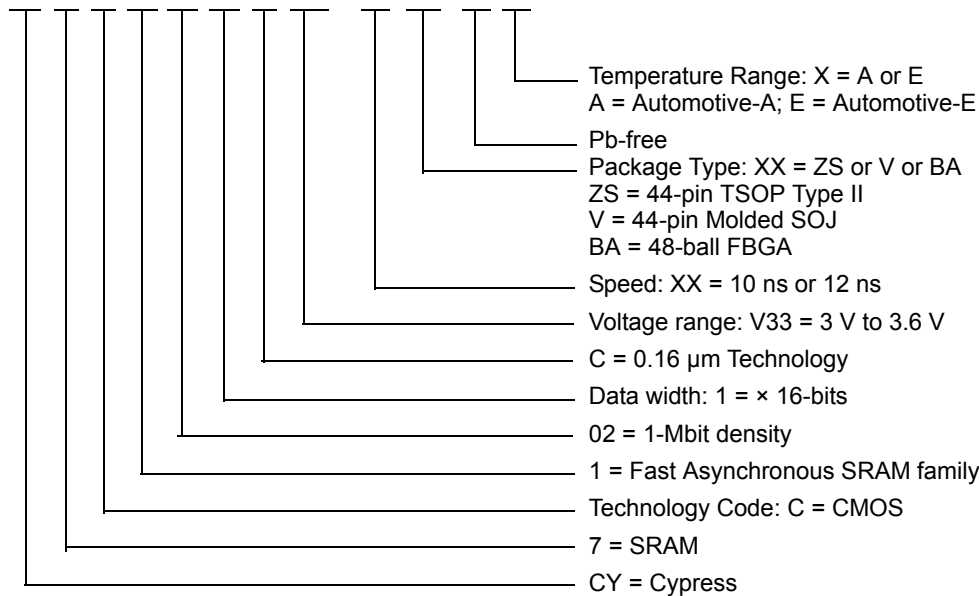 Temperature Range: X = A or E
A = Automotive-A; E = Automotive-E
Pb-free
Package Type: XX = ZS or V or BA
ZS = 44-pin TSOP Type II
V = 44-pin Molded SOJ
BA = 48-ball FBGA
Speed: XX = 10 ns or 12 ns
Voltage range: V33 = 3 V to 3.6 V
C = 0.16 µm Technology
Data width: 1 = × 16-bits
02 = 1-Mbit density
1 = Fast Asynchronous SRAM family
Technology Code: C = CMOS
7 = SRAM
CY = Cypress